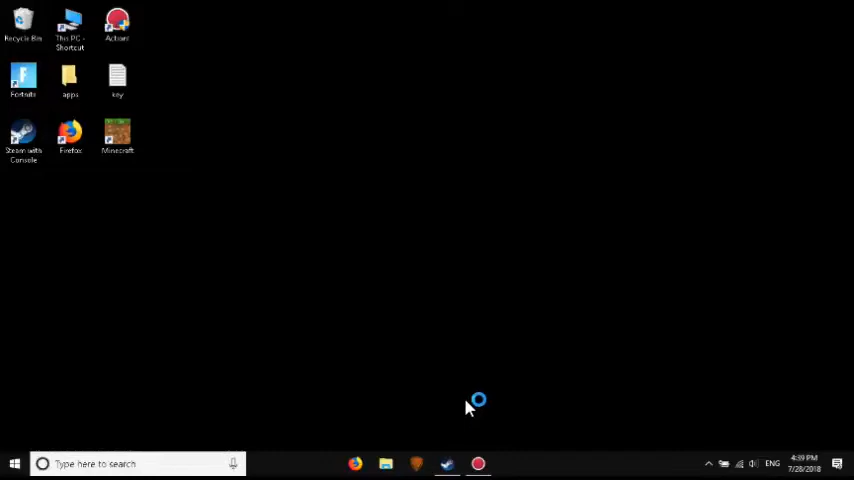 Recycle Bin
This PC -
Shortcut
Action!
Fortnite
apps
key
Steam with
Console
Firefox
Minecraft
Type here to search
ENG
4:39 PM
7/28/2018